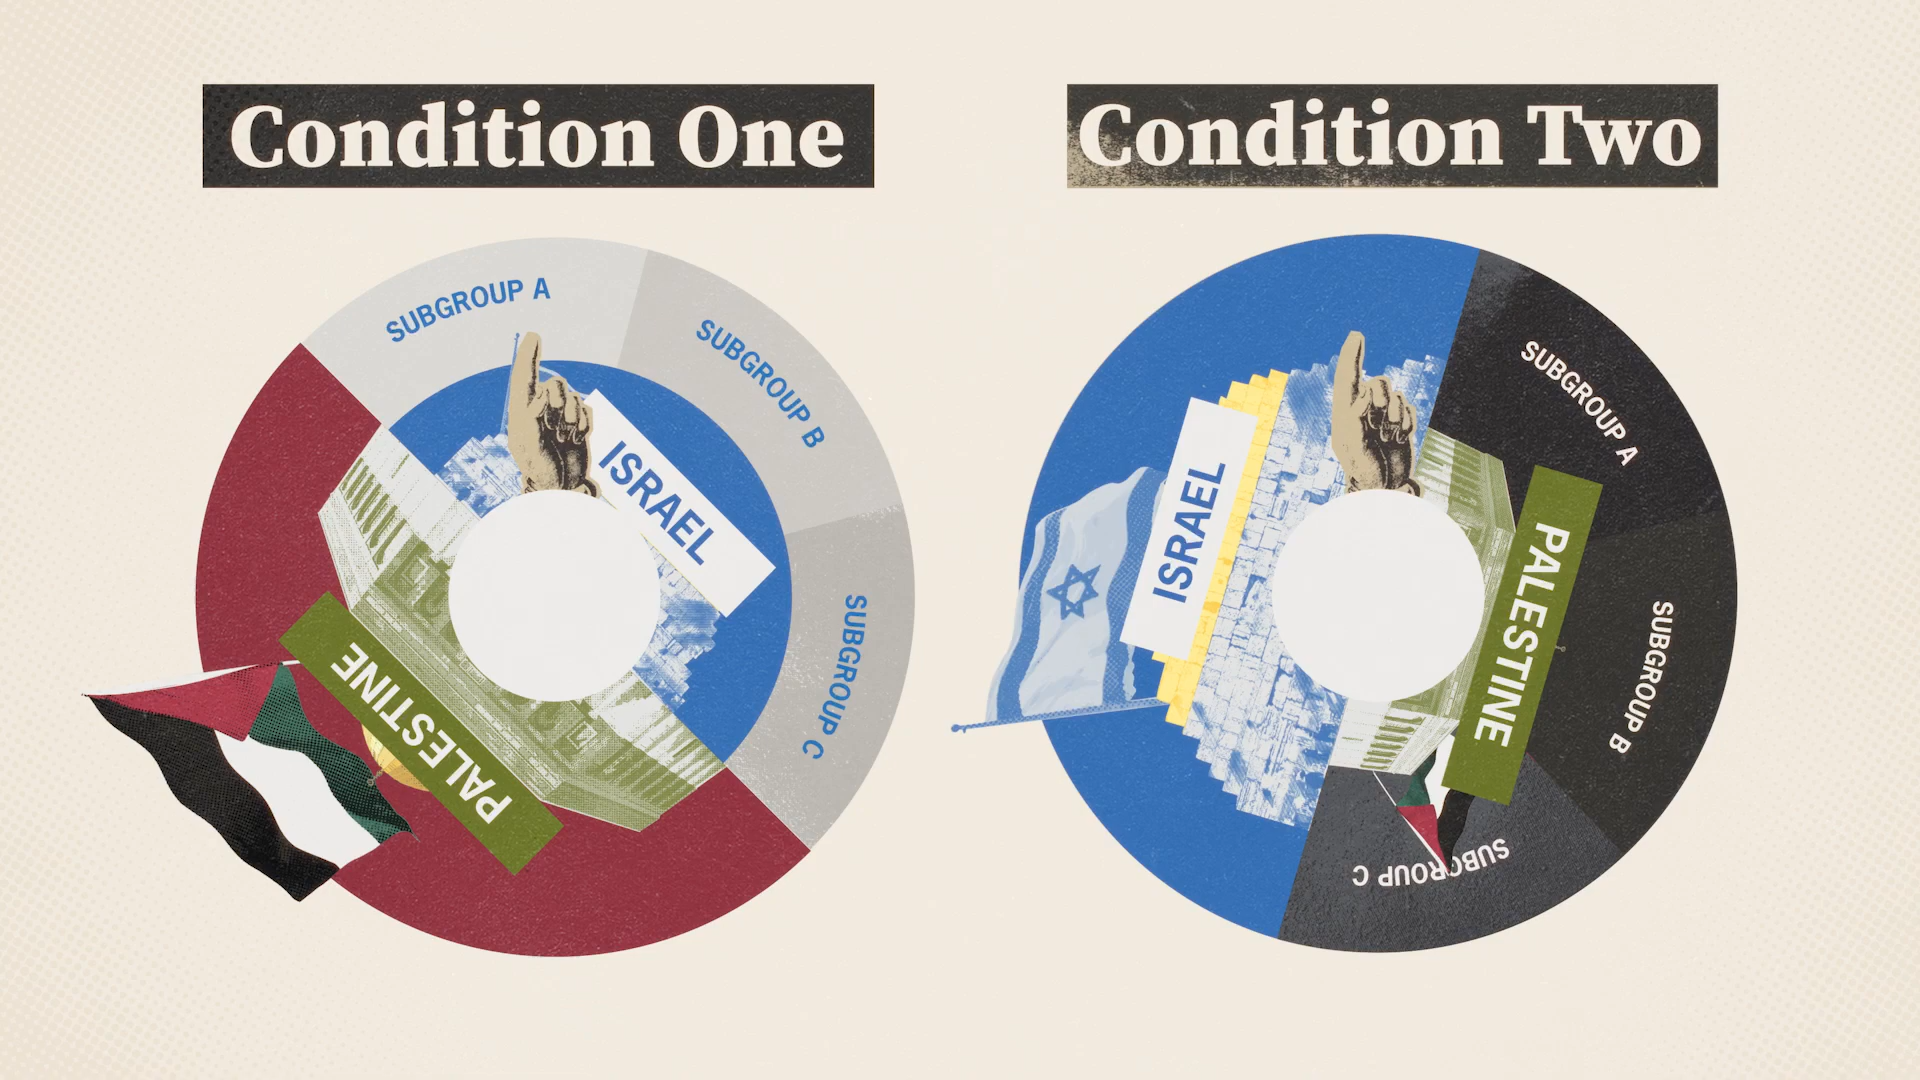 Condition One
Condition Two
SUBGROUP A
SUBGROUP B
SUBGROUP C
ISRAEL
PALESTINE
ISRAEL
PALESTINE
SUBGROUP A
SUBGROUP B
SUBGROUP C